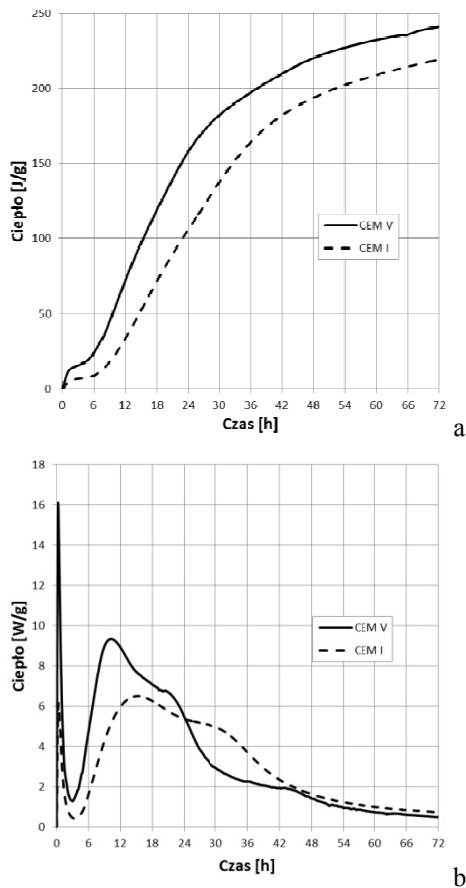 250
200
150
100
50
0
Ciepło [J/g]
CEM V
CEM I
0 6 12 18 24 30 36 42 48 54 60 66 72
Czas [h]
a
18
16
14
12
10
8
6
4
2
0
Ciepło [W/g]
CEM V
CEM I
0 6 12 18 24 30 36 42 48 54 60 66 72
Czas [h]
b